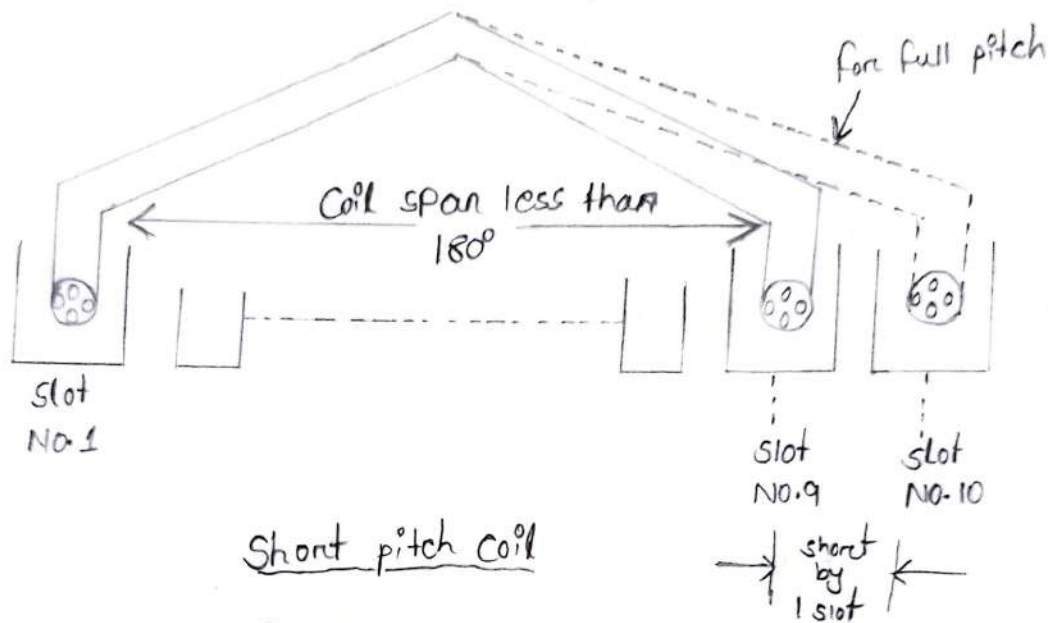 for full pitch
Coil span less than
180°
Slot
No.1
Slot
No.9
Slot
No.10
Short pitch coil
short
by
1 slot